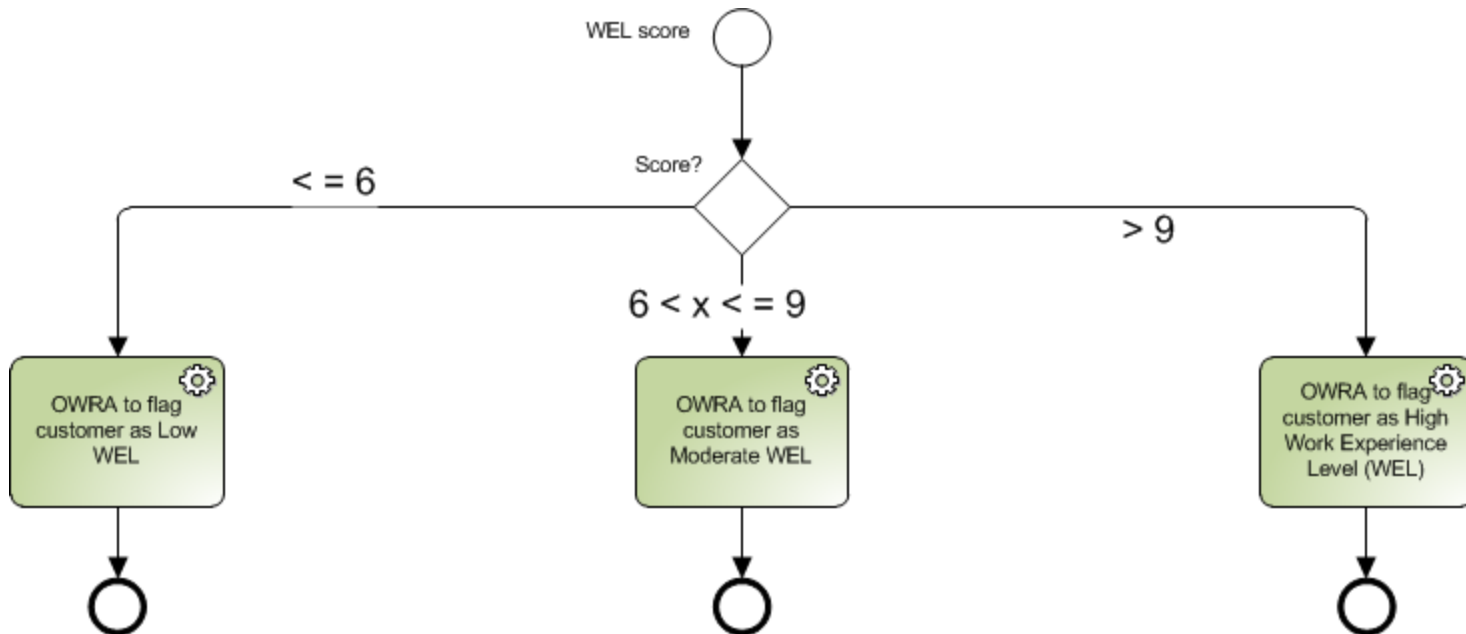 WEL score
Score?
< = 6
> 9
6 < x < = 9
OWRA to flag
customer as Low
WEL
OWRA to flag
customer as
Moderate WEL
OWRA to flag
customer as High
Work Experience
Level (WEL)